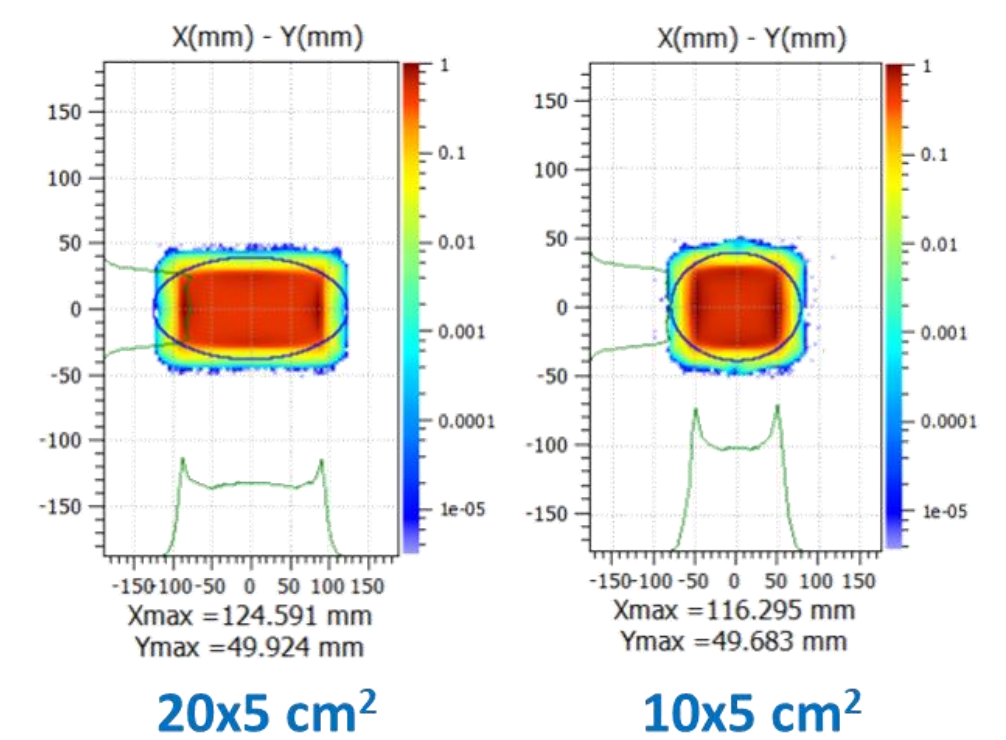 X(mm) - Y(mm)
150
100
50
0
-50
-100
-150
-150-100-50 0 50 100 150
1
0.1
0.01
0.001
0.0001
1e-05
Xmax =124.591 mm
Ymax =49.924 mm
20x5 cm²
X(mm) - Y(mm)
150
100
50
0
-50
-100
-150
-150-100 -50 0 50 100 150
1
0.1
0.01
0.001
0.0001
1e-05
Xmax =116.295 mm
Ymax =49.683 mm
10x5 cm²